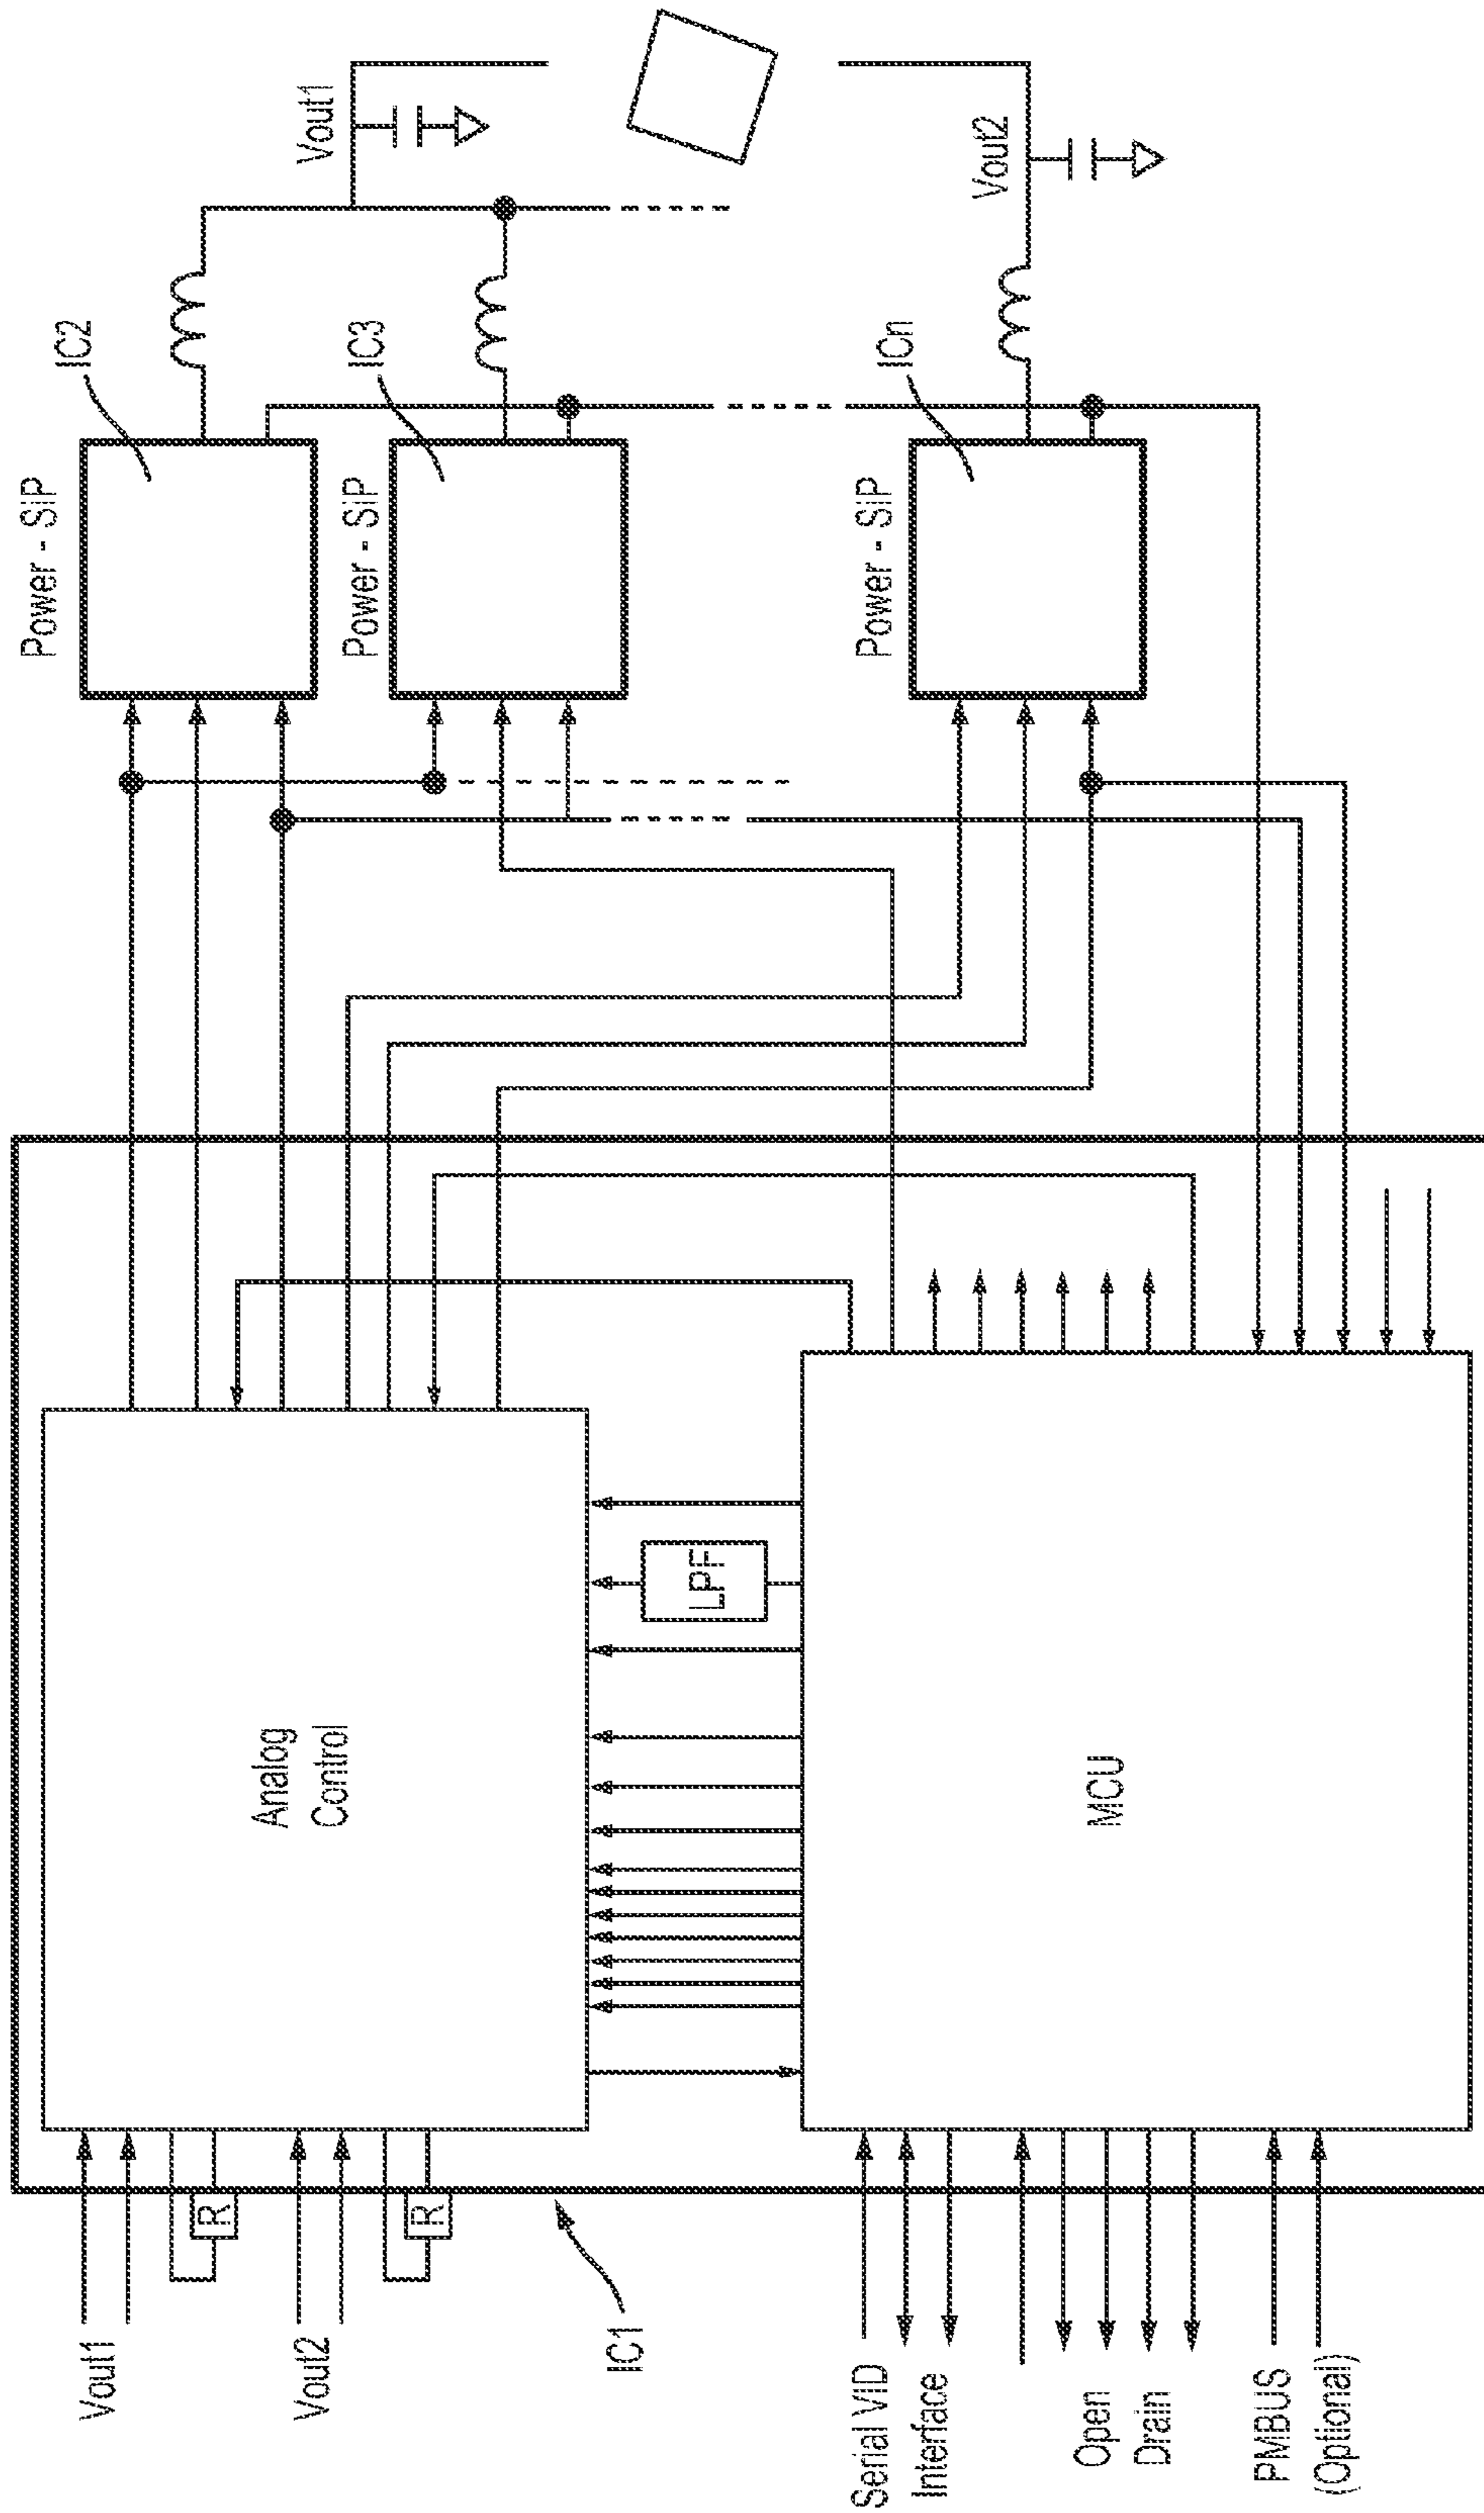 Vout1
Vout2
R
R
IC1
Serial VID
Interface
Open
Drain
PMBUS
(Optional)
Analog
Control
LPF
MCU
Power - SiP
IC2
Power - SiP
IC3
Power - SiP
ICn
Vout1
Vout2